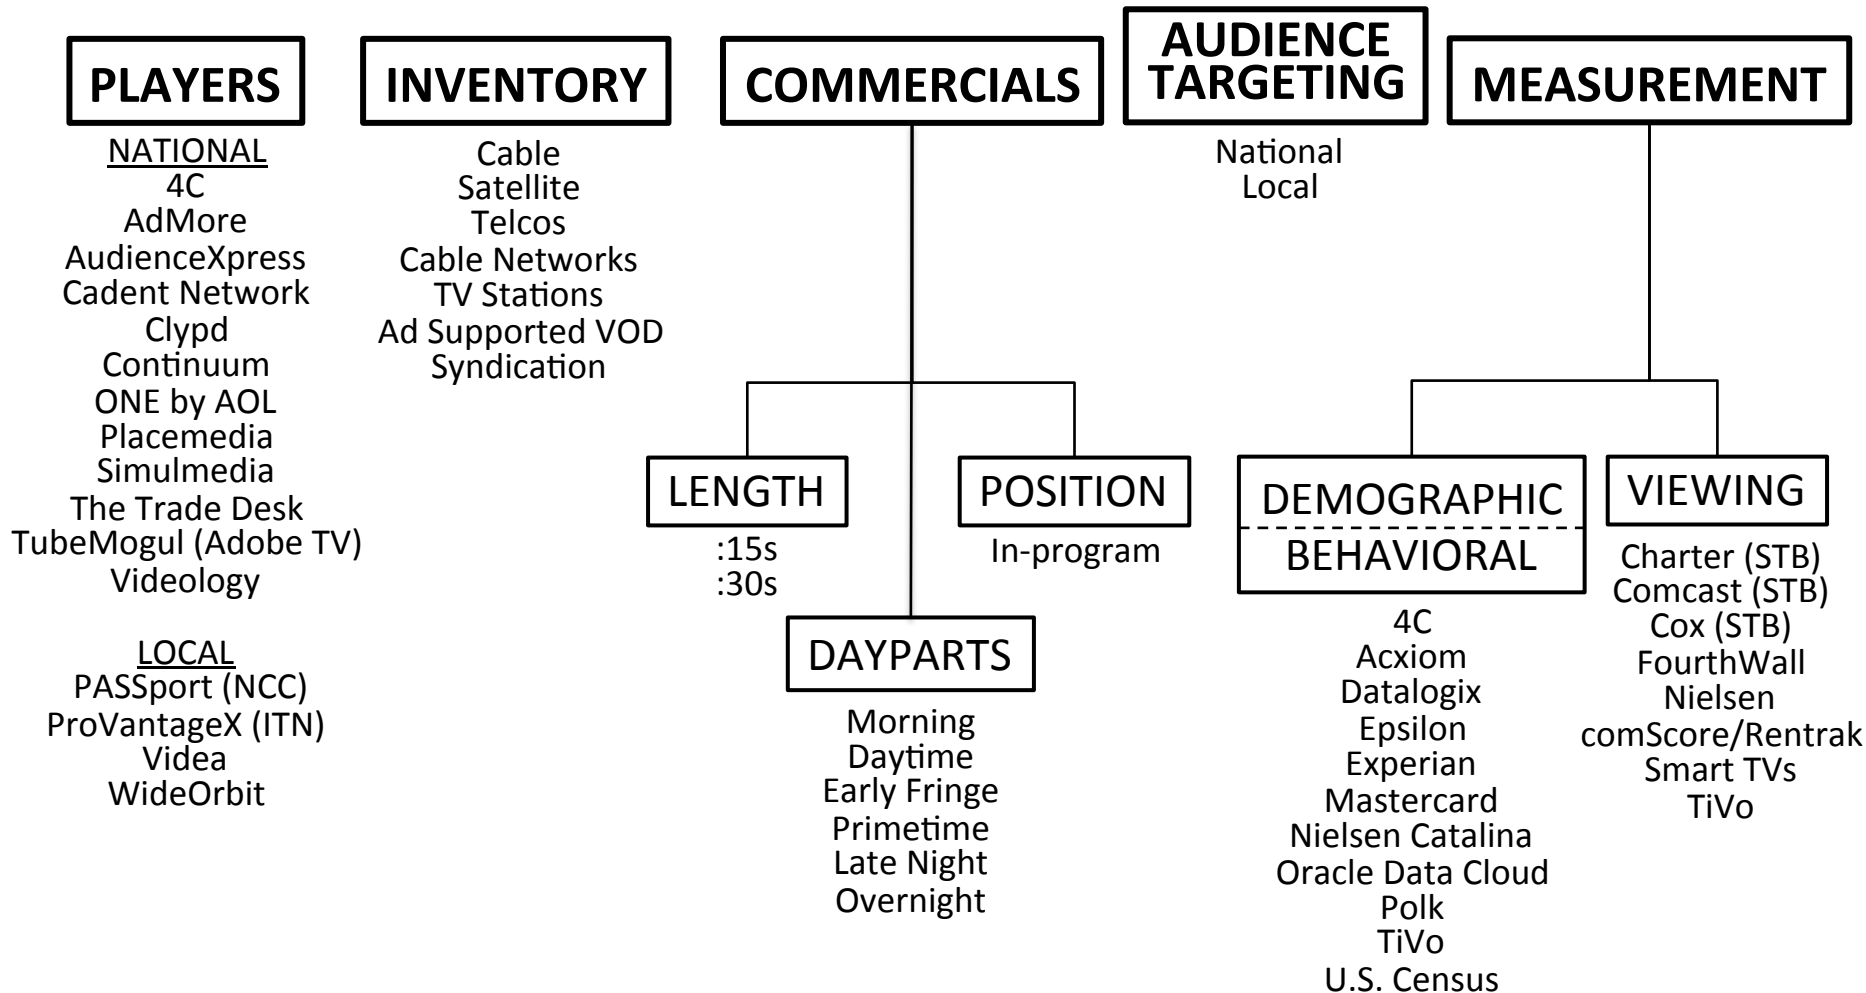 PLAYERS
NATIONAL
4C
AdMore
AudienceXpress
Cadent Network
Clypd
Continuum
ONE by AOL
Placemedia
Simulmedia
The Trade Desk
TubeMogul (Adobe TV)
Videology
LOCAL
PASSport (NCC)
ProVantageX (ITN)
Videa
WideOrbit
INVENTORY
Cable
Satellite
Telcos
Cable Networks
TV Stations
Ad Supported VOD
Syndication
COMMERCIALS
LENGTH
:15s
:30s
POSITION
In-program
DAYPARTS
Morning
Daytime
Early Fringe
Primetime
Late Night
Overnight
AUDIENCE
TARGETING
National
Local
MEASUREMENT
DEMOGRAPHIC
BEHAVIORAL
4C
Acxiom
Datalogix
Epsilon
Experian
Mastercard
Nielsen Catalina
Oracle Data Cloud
Polk
TiVo
U.S. Census
VIEWING
Charter (STB)
Comcast (STB)
Cox (STB)
FourthWall
Nielsen
comScore/Rentrak
Smart TVs
TiVo